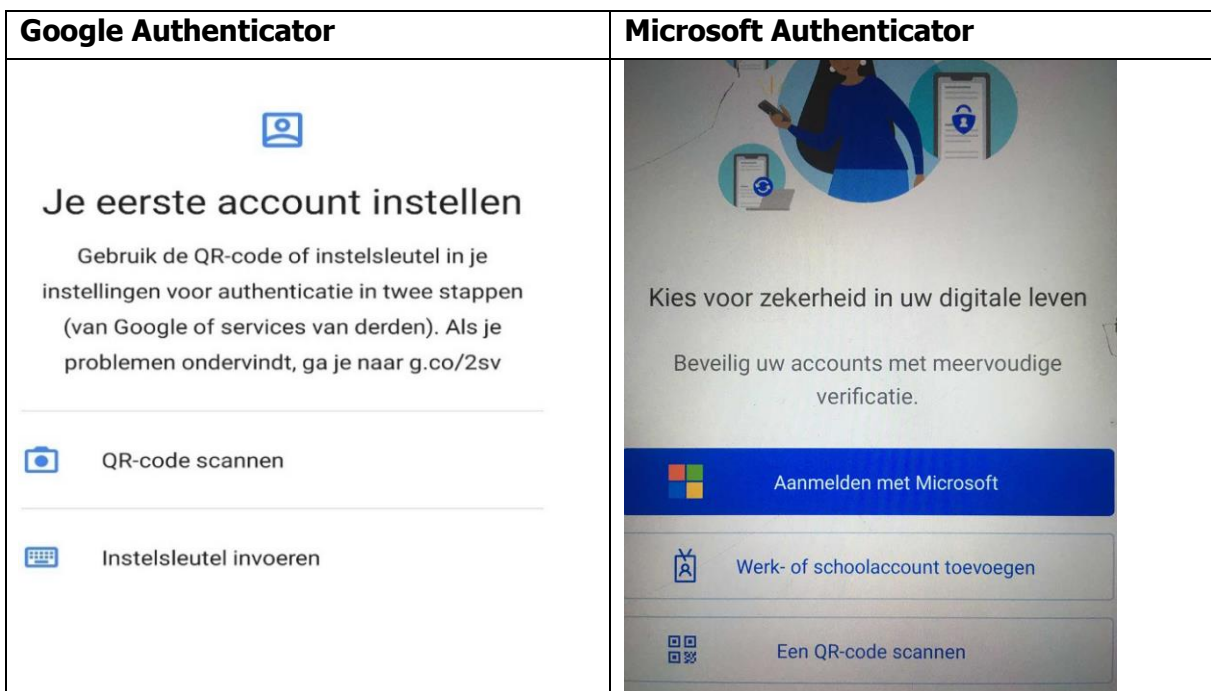 Google Authenticator
Microsoft Authenticator
Je eerste account instellen
Gebruik de QR-code of instelsleutel in je
instellingen voor authenticatie in twee stappen
(van Google of services van derden). Als je
problemen ondervindt, ga je naar g.co/2sv
QR-code scannen
Instelsleutel invoeren
Kies voor zekerheid in uw digitale leven
Beveilig uw accounts met meervoudige
verificatie.
Aanmelden met Microsoft
Werk- of schoolaccount toevoegen
Een QR-code scannen